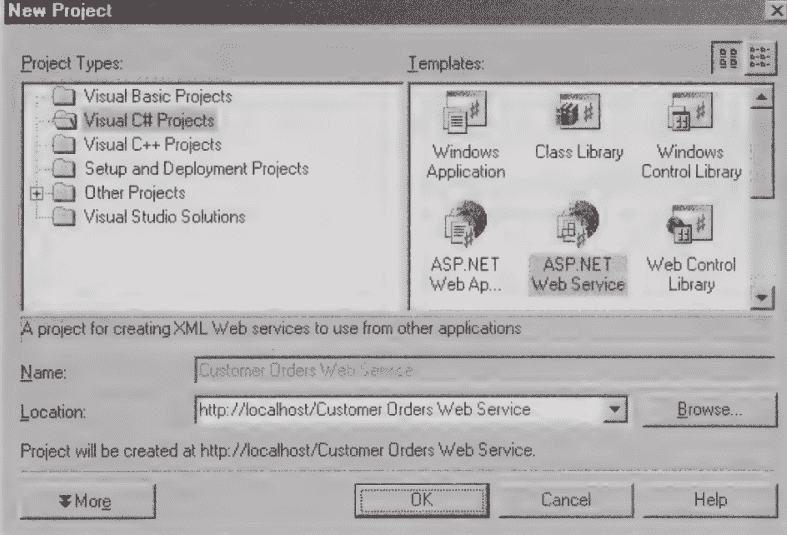 New Project
Project Types:
Templates:
Visual Basic Projects
Visual C# Projects
Visual C++ Projects
Setup and Deployment Projects
Other Projects
Visual Studio Solutions
Windows
Application
Class Library
Windows
Control Library
ASP.NET
Web Ap...
ASP.NET
Web Service
Web Control
Library
A project for creating XML Web services to use from other applications
Name:
Customer Orders Web Service
Location:
http://localhost/Customer Orders Web Service
Browse...
Project will be created at http://localhost/Customer Orders Web Service.
More
OK
Cancel
Help